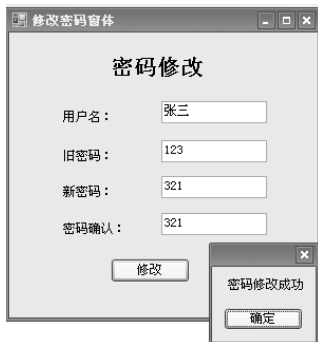 修改密码窗体
密码修改
用户名： 张三
旧密码： 123
新密码： 321
密码确认： 321
修改
密码修改成功
确定